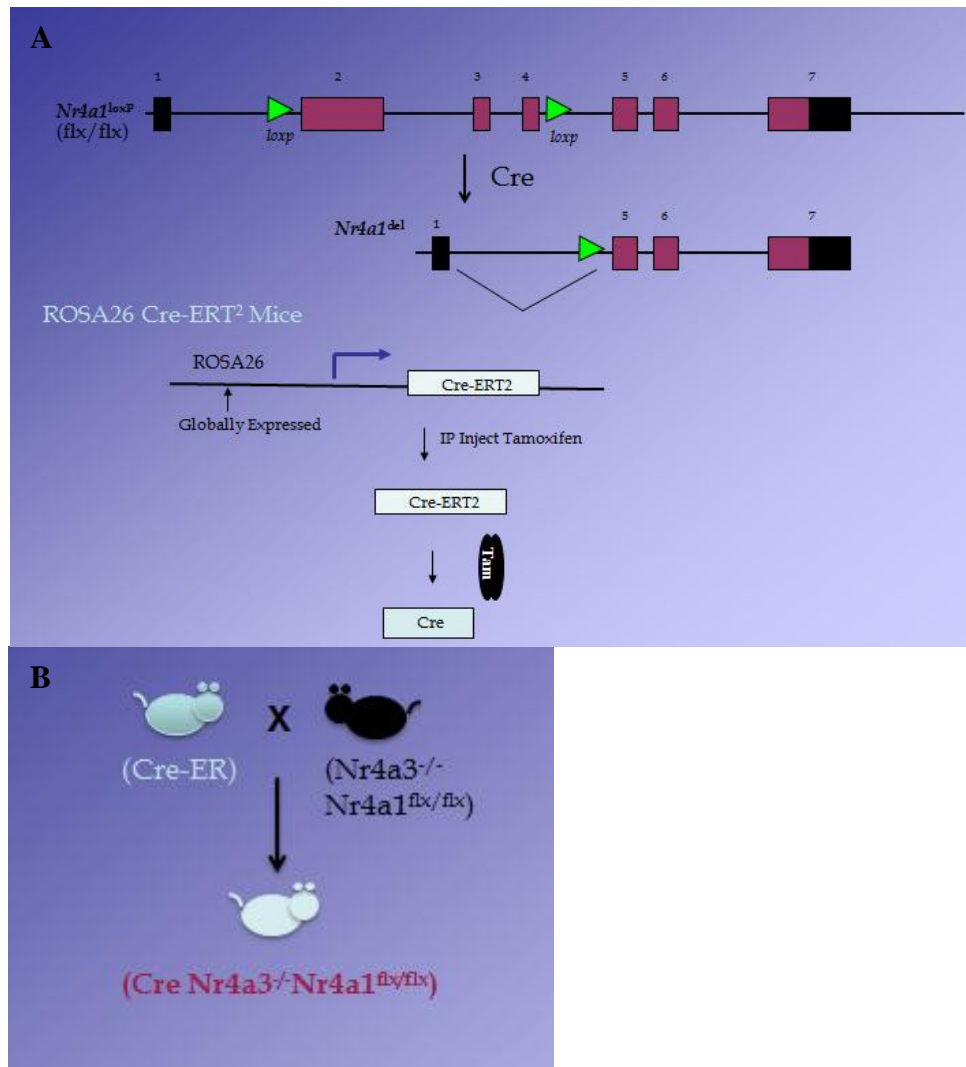 A
1 2 3 4 5 6 7
Nr4a1loxP
(flx/flx)
loxp loxp
Cre
Nr4a1del
1 5 6 7
ROSA26 Cre-ERT2 Mice
ROSA26
Cre-ERT2
Globally Expressed
IP Inject Tamoxifen
Cre-ERT2
Tam
Cre
B
X
(Cre-ER) (Nr4a3-/-
Nr4a1flx/flx)
(Cre Nr4a3-/-Nr4a1flx/flx)